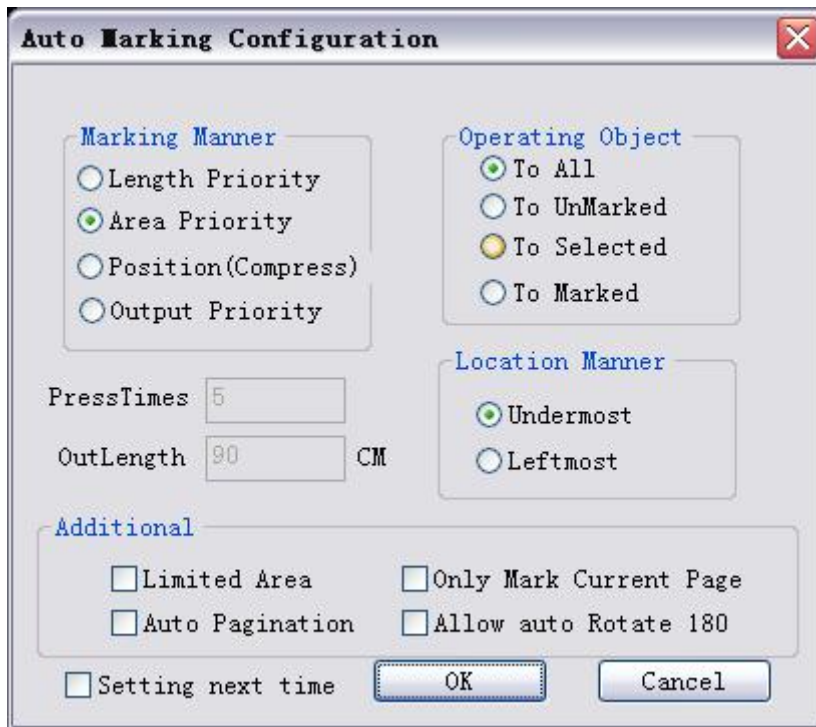 Auto Marking Configuration
Marking Manner
Length Priority
Area Priority
Position(Compress)
Output Priority
Operating Object
To All
To UnMarked
To Selected
To Marked
PressTimes 5
OutLength 90 CM
Location Manner
Undermost
Leftmost
Additional
Limited Area
Only Mark Current Page
Auto Pagination
Allow auto Rotate 180
Setting next time
OK
Cancel